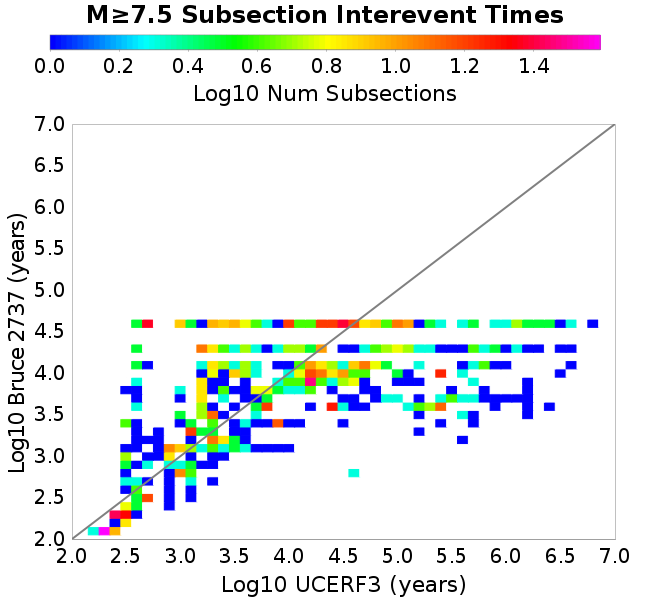 M≥7.5 Subsection Interevent Times
0.0 0.2 0.4 0.6 0.8 1.0 1.2 1.4
Log10 Num Subsections
7.0
6.5
6.0
5.5
5.0
4.5
4.0
3.5
3.0
2.5
2.0
Log10 Bruce 2737 (years)
2.0 2.5 3.0 3.5 4.0 4.5 5.0 5.5 6.0 6.5 7.0
Log10 UCERF3 (years)